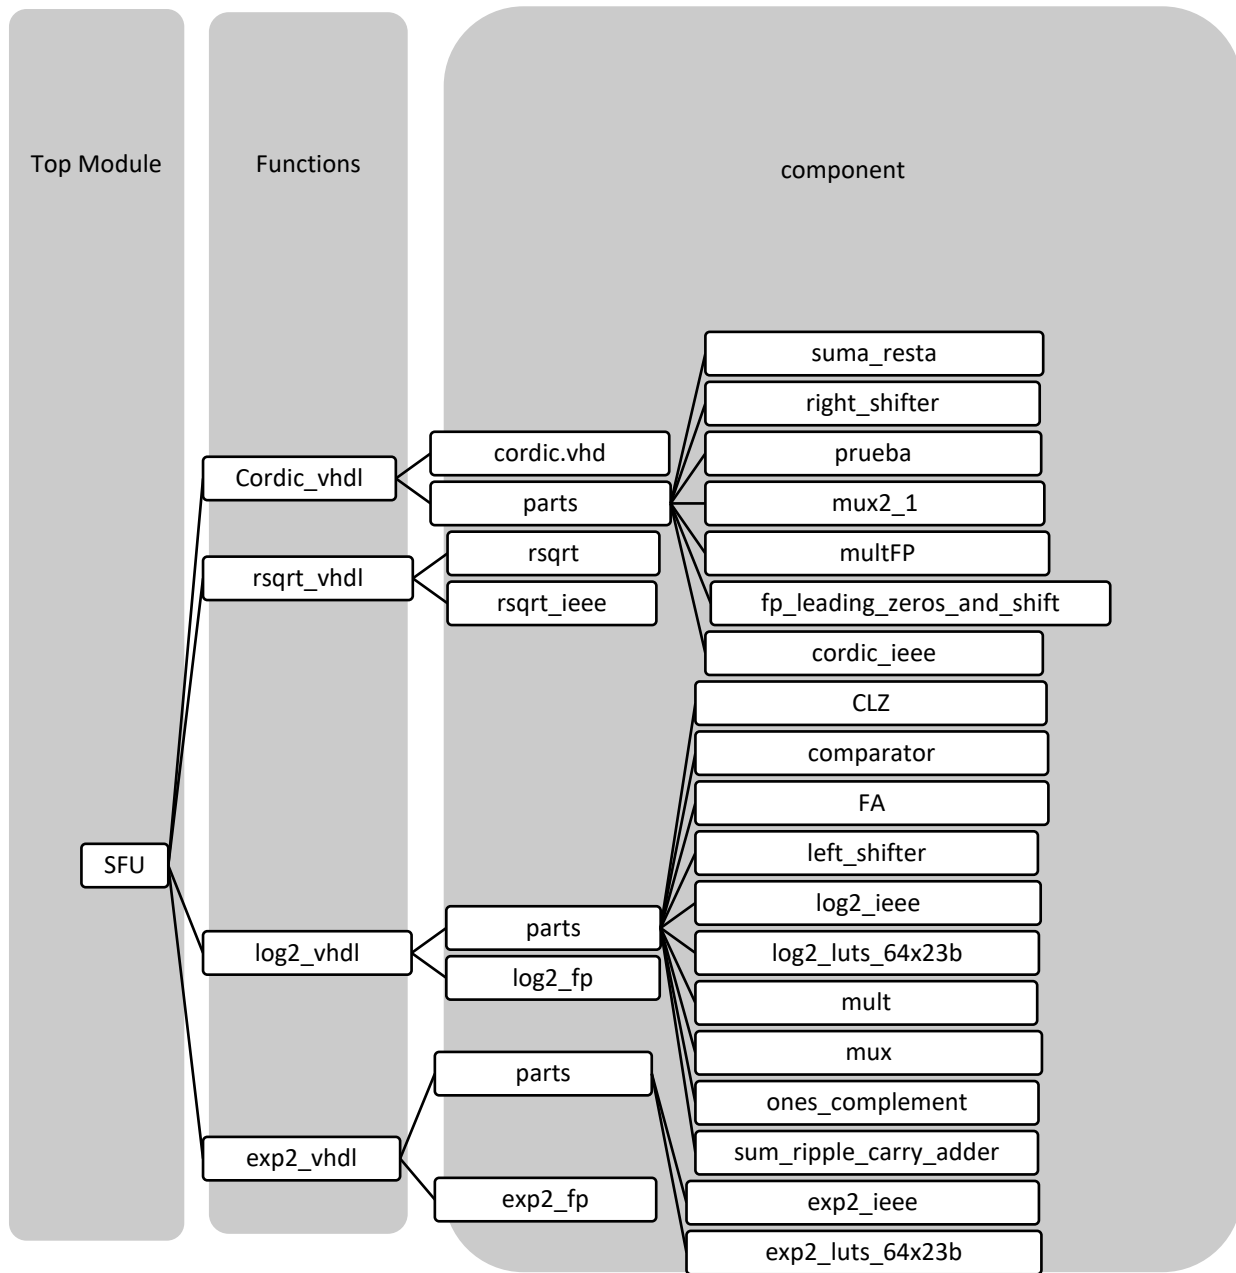 Top Module
Functions
component
suma_resta
right_shifter
cordic.vhd
prueba
Cordic_vhdl
parts
mux2_1
rsqrt
multFP
rsqrt_vhdl
rsqrt_ieee
fp_leading_zeros_and_shift
cordic_ieee
CLZ
comparator
FA
SFU
left_shifter
log2_ieee
parts
log2_vhdl
log2_luts_64x23b
log2_fp
mult
mux
parts
ones_complement
exp2_vhdl
sum_ripple_carry_adder
exp2_fp
exp2_ieee
exp2_luts_64x23b